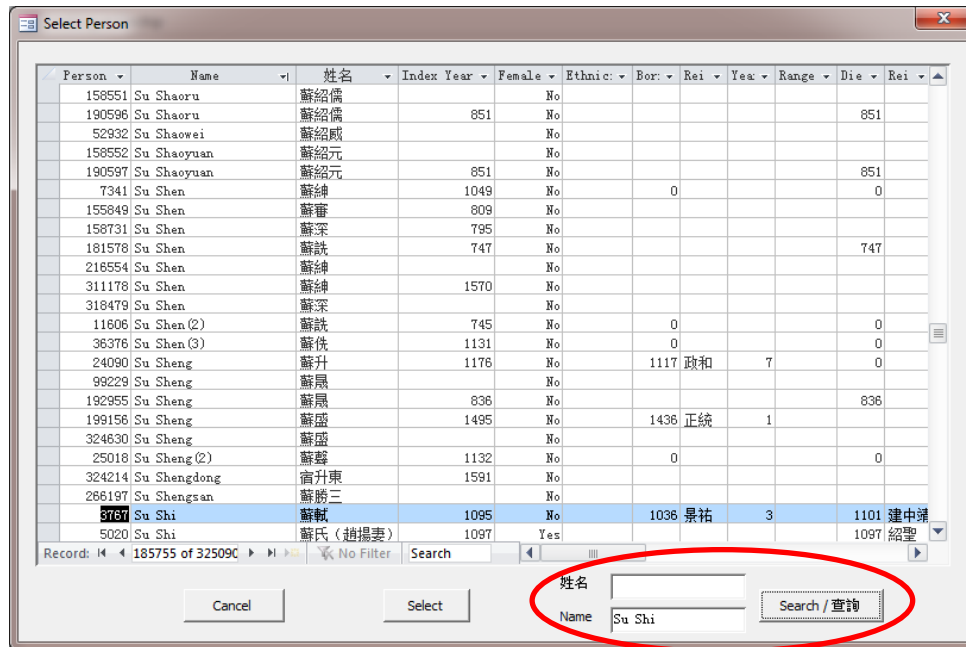 Select Person
Person Name 姓名 Index Year Female Ethnic: Bor: Rei Yea: Range Die Rei
158551 Su Shaoru 蘇紹儒 No
190596 Su Shaoru 蘇紹儒 851 No 851
52932 Su Shaowei 蘇紹威 No
158552 Su Shaoyuan 蘇紹元 No
190597 Su Shaoyuan 蘇紹元 851 No 851
7341 Su Shen 蘇紳 1049 No 0 0
155849 Su Shen 蘇審 809 No
158731 Su Shen 蘇深 795 No
181578 Su Shen 蘇詵 747 No 747
216554 Su Shen 蘇紳 No
311178 Su Shen 蘇紳 1570 No
318479 Su Shen 蘇深 No
11606 Su Shen(2) 蘇詵 745 No 0 0
36376 Su Shen(3) 蘇侁 1131 No 0 0
24090 Su Sheng 蘇升 1176 No 1117 政和 7 0
99229 Su Sheng 蘇晟 No
192955 Su Sheng 蘇晟 836 No 836
199156 Su Sheng 蘇盛 1495 No 1436 正統 1
324630 Su Sheng 蘇盛 No
25018 Su Sheng(2) 蘇聲 1132 No 0 0
324214 Su Shengdong 宿升東 1591 No
266197 Su Shengsan 蘇勝三 No
3767 Su Shi 蘇軾 1095 No 1036 景祐 3 1101 建中靖
5020 Su Shi 蘇氏（趙揚妻） 1097 Yes 1097 紹聖
Record: 185755 of 325090 No Filter Search
姓名
Cancel Select Search / 查詢
Name Su Shi